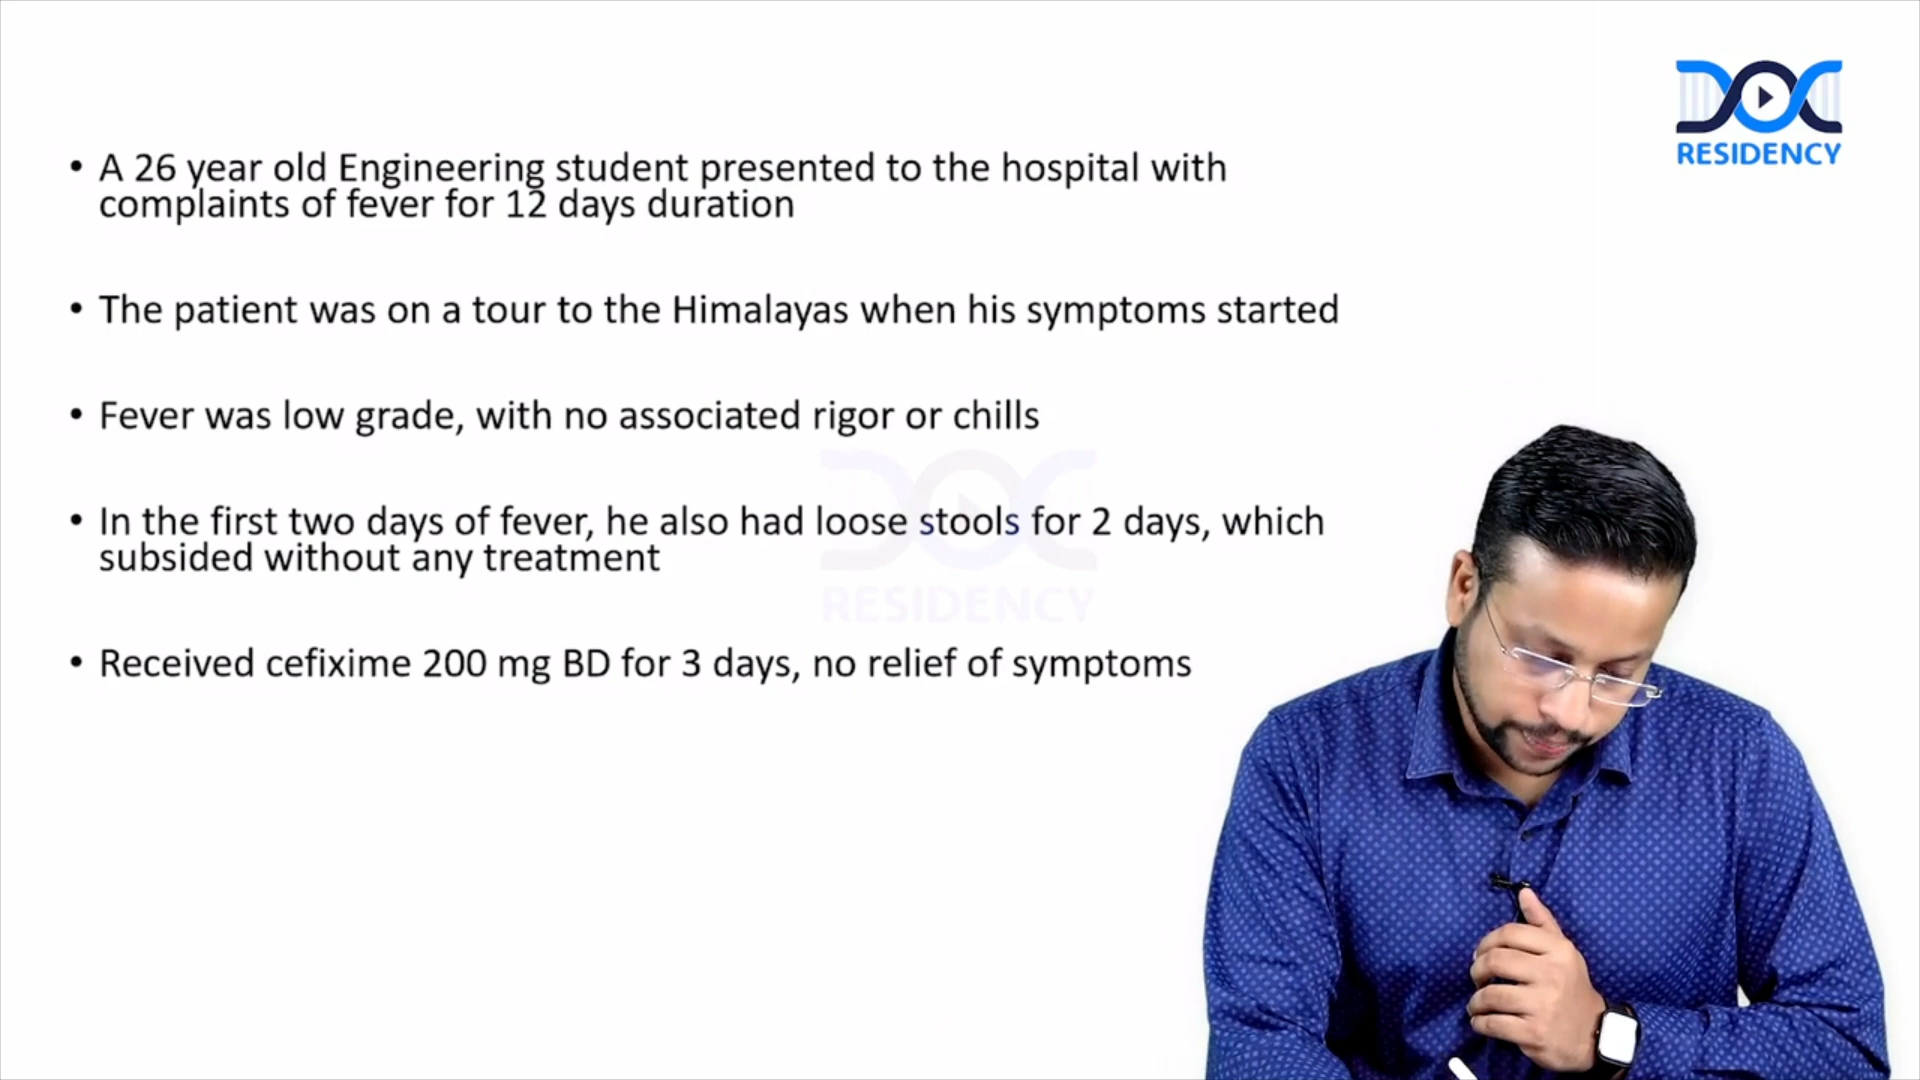 DOC
RESIDENCY
• A 26 year old Engineering student presented to the hospital with
complaints of fever for 12 days duration
• The patient was on a tour to the Himalayas when his symptoms started
• Fever was low grade, with no associated rigor or chills
• In the first two days of fever, he also had loose stools for 2 days, which
subsided without any treatment
• Received cefixime 200 mg BD for 3 days, no relief of symptoms
DOC
RESIDENCY